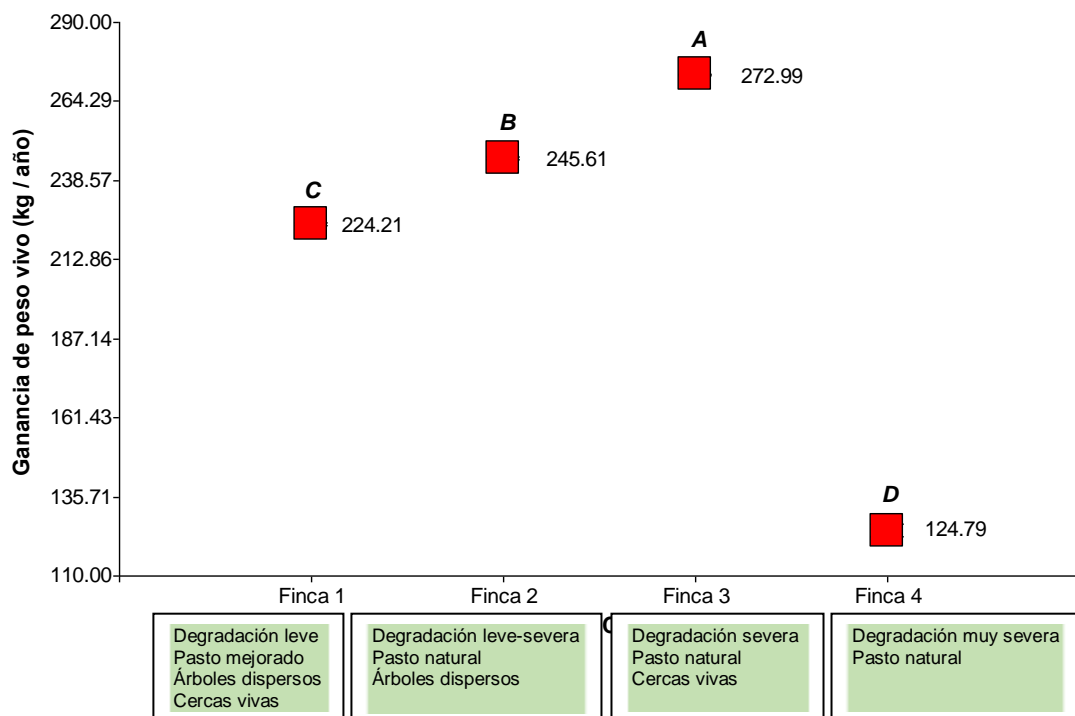 290.00
264.29
238.57
212.86
187.14
161.43
135.71
110.00
Ganancia de peso vivo (kg / año)
C
224.21
B
245.61
A
272.99
D
124.79
Finca 1
Finca 2
Finca 3
Finca 4
Degradación leve
Pasto mejorado
Árboles dispersos
Cercas vivas
Degradación leve-severa
Pasto natural
Árboles dispersos
Degradación severa
Pasto natural
Cercas vivas
Degradación muy severa
Pasto natural